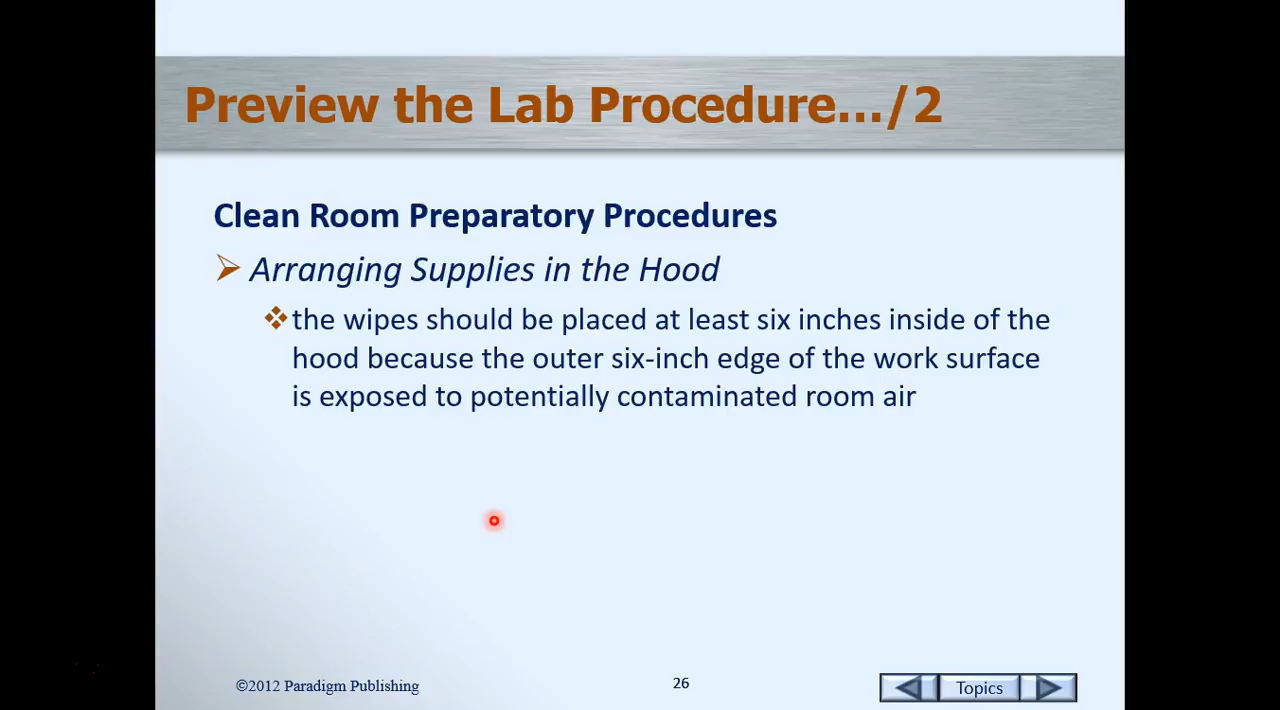 Preview the Lab Procedure.../2
Clean Room Preparatory Procedures
Arranging Supplies in the Hood
the wipes should be placed at least six inches inside of the
hood because the outer six-inch edge of the work surface
is exposed to potentially contaminated room air
©2012 Paradigm Publishing
26
Topics